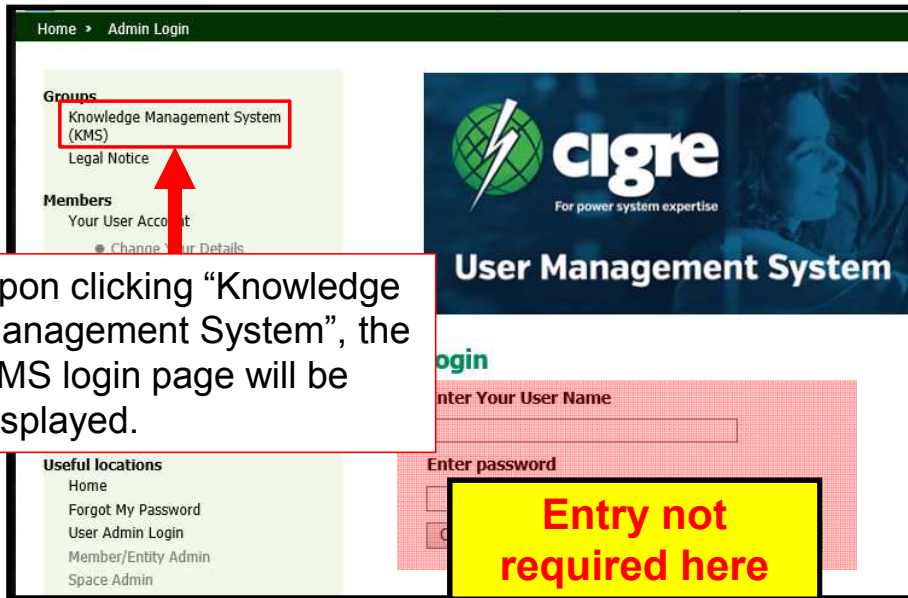 Home > Admin Login
Groups
Knowledge Management System
(KMS)
Legal Notice
Members
Your User Account
Change Your Details
pon clicking “Knowledge
anagement System”, the
MS login page will be
splayed.
Useful locations
Home
Forgot My Password
User Admin Login
Member/Entity Admin
Space Admin
cigre
For power system expertise
User Management System
ogin
nter Your User Name
Enter password
Entry not
required here